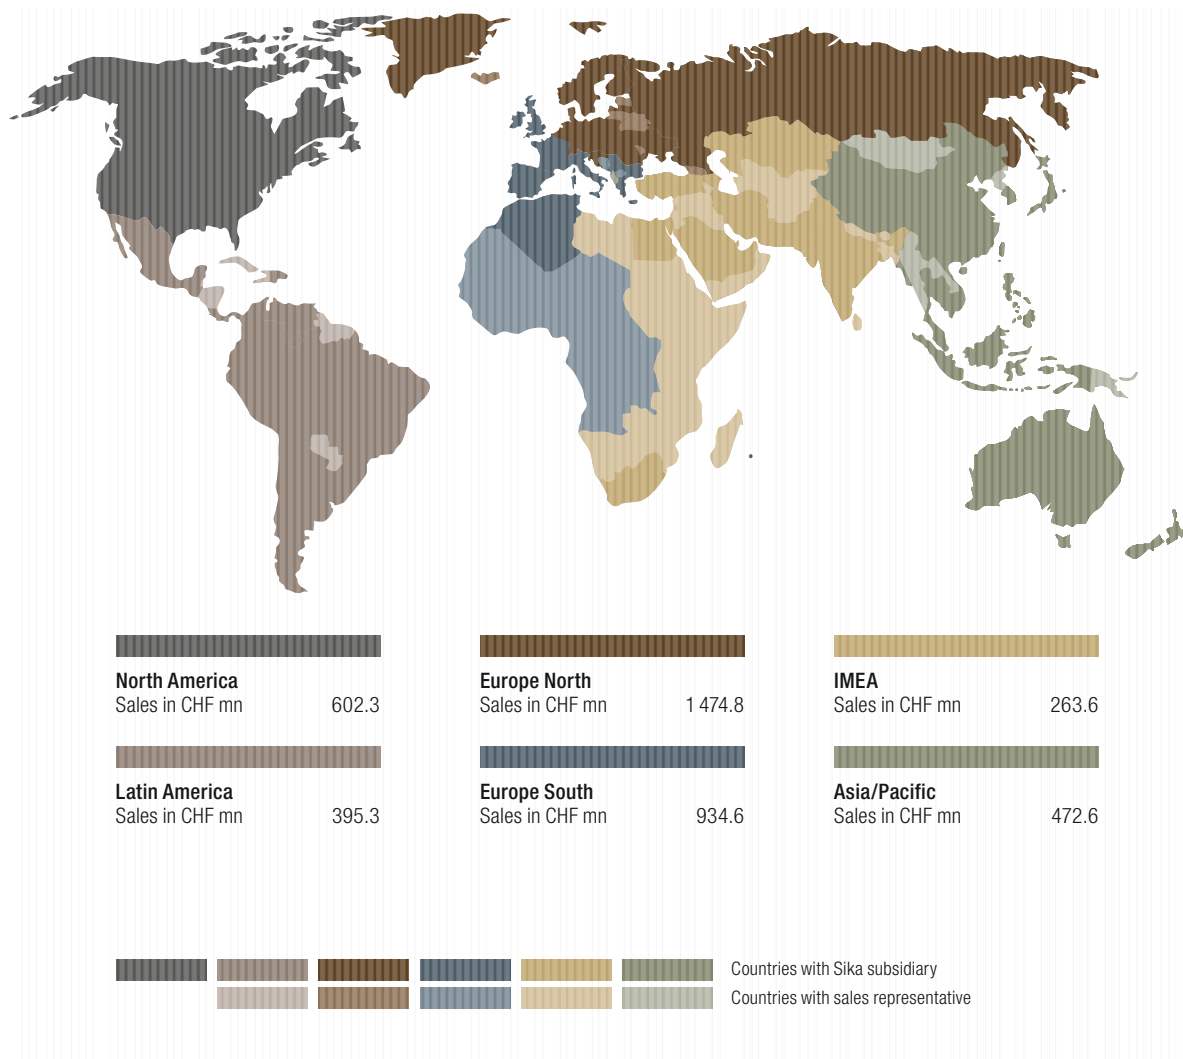 North America
Sales in CHF mn 602.3
Europe North
Sales in CHF mn 1 474.8
IMEA
Sales in CHF mn 263.6
Latin America
Sales in CHF mn 395.3
Europe South
Sales in CHF mn 934.6
Asia/Pacific
Sales in CHF mn 472.6
Countries with Sika subsidiary
Countries with sales representative